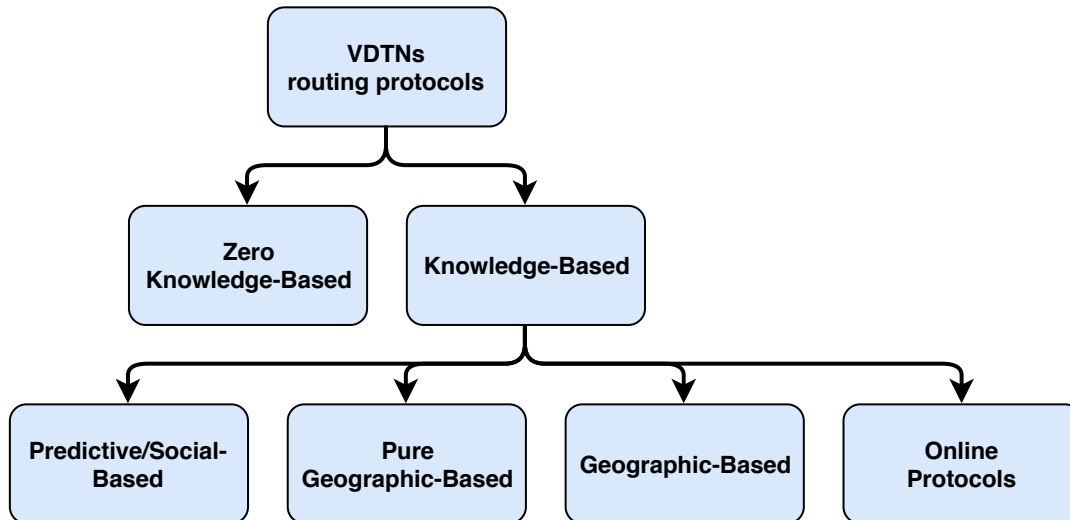 VDTNs
routing protocols
Zero
Knowledge-Based
Knowledge-Based
Predictive/Social-
Based
Pure
Geographic-Based
Geographic-Based
Online
Protocols